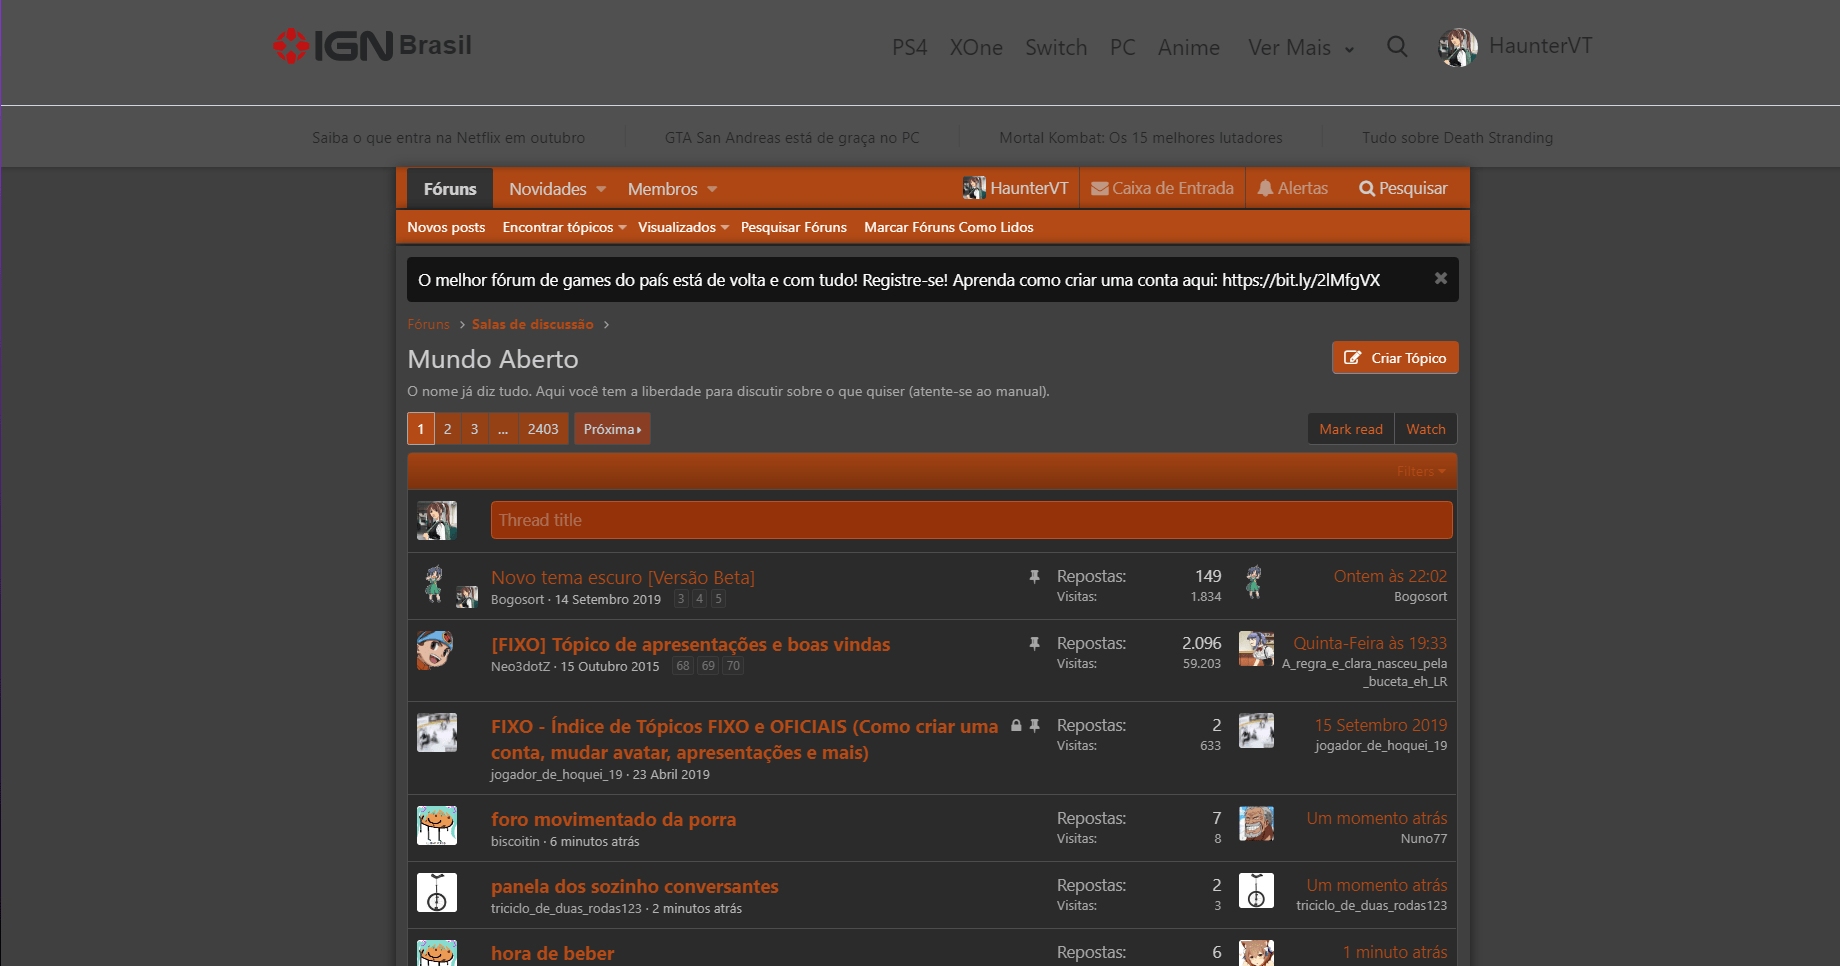 IGN Brasil
PS4 XOne Switch PC Anime Ver Mais HaunterVT
Saiba o que entra na Netflix em outubro
GTA San Andreas está de graça no PC
Mortal Kombat: Os 15 melhores lutadores
Tudo sobre Death Stranding
Fóruns Novidades Membros HaunterVT Caixa de Entrada Alertas Pesquisar
Novos posts Encontrar tópicos Visualizados Pesquisar Fóruns Marcar Fóruns Como Lidos
O melhor fórum de games do país está de volta e com tudo! Registre-se! Aprenda como criar uma conta aqui: https://bit.ly/2lMfgVX
Fóruns Salas de discussão
Mundo Aberto
Criar Tópico
O nome já diz tudo. Aqui você tem a liberdade para discutir sobre o que quiser (atente-se ao manual).
1 2 3 ... 2403 Próxima
Mark read Watch
Filters
Thread title
Novo tema escuro [Versão Beta]
Bogosort · 14 Setembro 2019 3 4 5
Repostas: 149
Visitas: 1.834
Ontem às 22:02
Bogosort
[FIXO] Tópico de apresentações e boas vindas
Neo3dotZ · 15 Outubro 2015 68 69 70
Repostas: 2.096
Visitas: 59.203
Quinta-Feira às 19:33
A_regra_e_clara_nasceu_pela
_buceta_eh_LR
FIXO - Índice de Tópicos FIXO e OFICIAIS (Como criar uma
conta, mudar avatar, apresentações e mais)
jogador_de_hoquei_19 · 23 Abril 2019
Repostas: 2
Visitas: 633
15 Setembro 2019
jogador_de_hoquei_19
foro movimentado da porra
biscoitin · 6 minutos atrás
Repostas: 7
Visitas: 8
Um momento atrás
Nuno77
panela dos sozinho conversantes
triciclo_de_duas_rodas123 · 2 minutos atrás
Repostas: 2
Visitas: 3
Um momento atrás
triciclo_de_duas_rodas123
hora de beber
Repostas: 6
1 minuto atrás